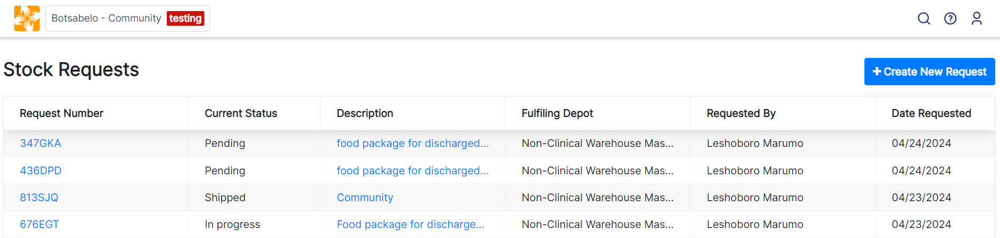 Botsabelo - Community testing
Stock Requests
+ Create New Request
Request Number Current Status Description Fulfiling Depot Requested By Date Requested
347GKA Pending food package for discharged... Non-Clinical Warehouse Mas... Leshoboro Marumo 04/24/2024
436DPD Pending food package for discharged... Non-Clinical Warehouse Mas... Leshoboro Marumo 04/24/2024
813SJQ Shipped Community Non-Clinical Warehouse Mas... Leshoboro Marumo 04/23/2024
676EGT In progress Food package for discharge... Non-Clinical Warehouse Mas... Leshoboro Marumo 04/23/2024